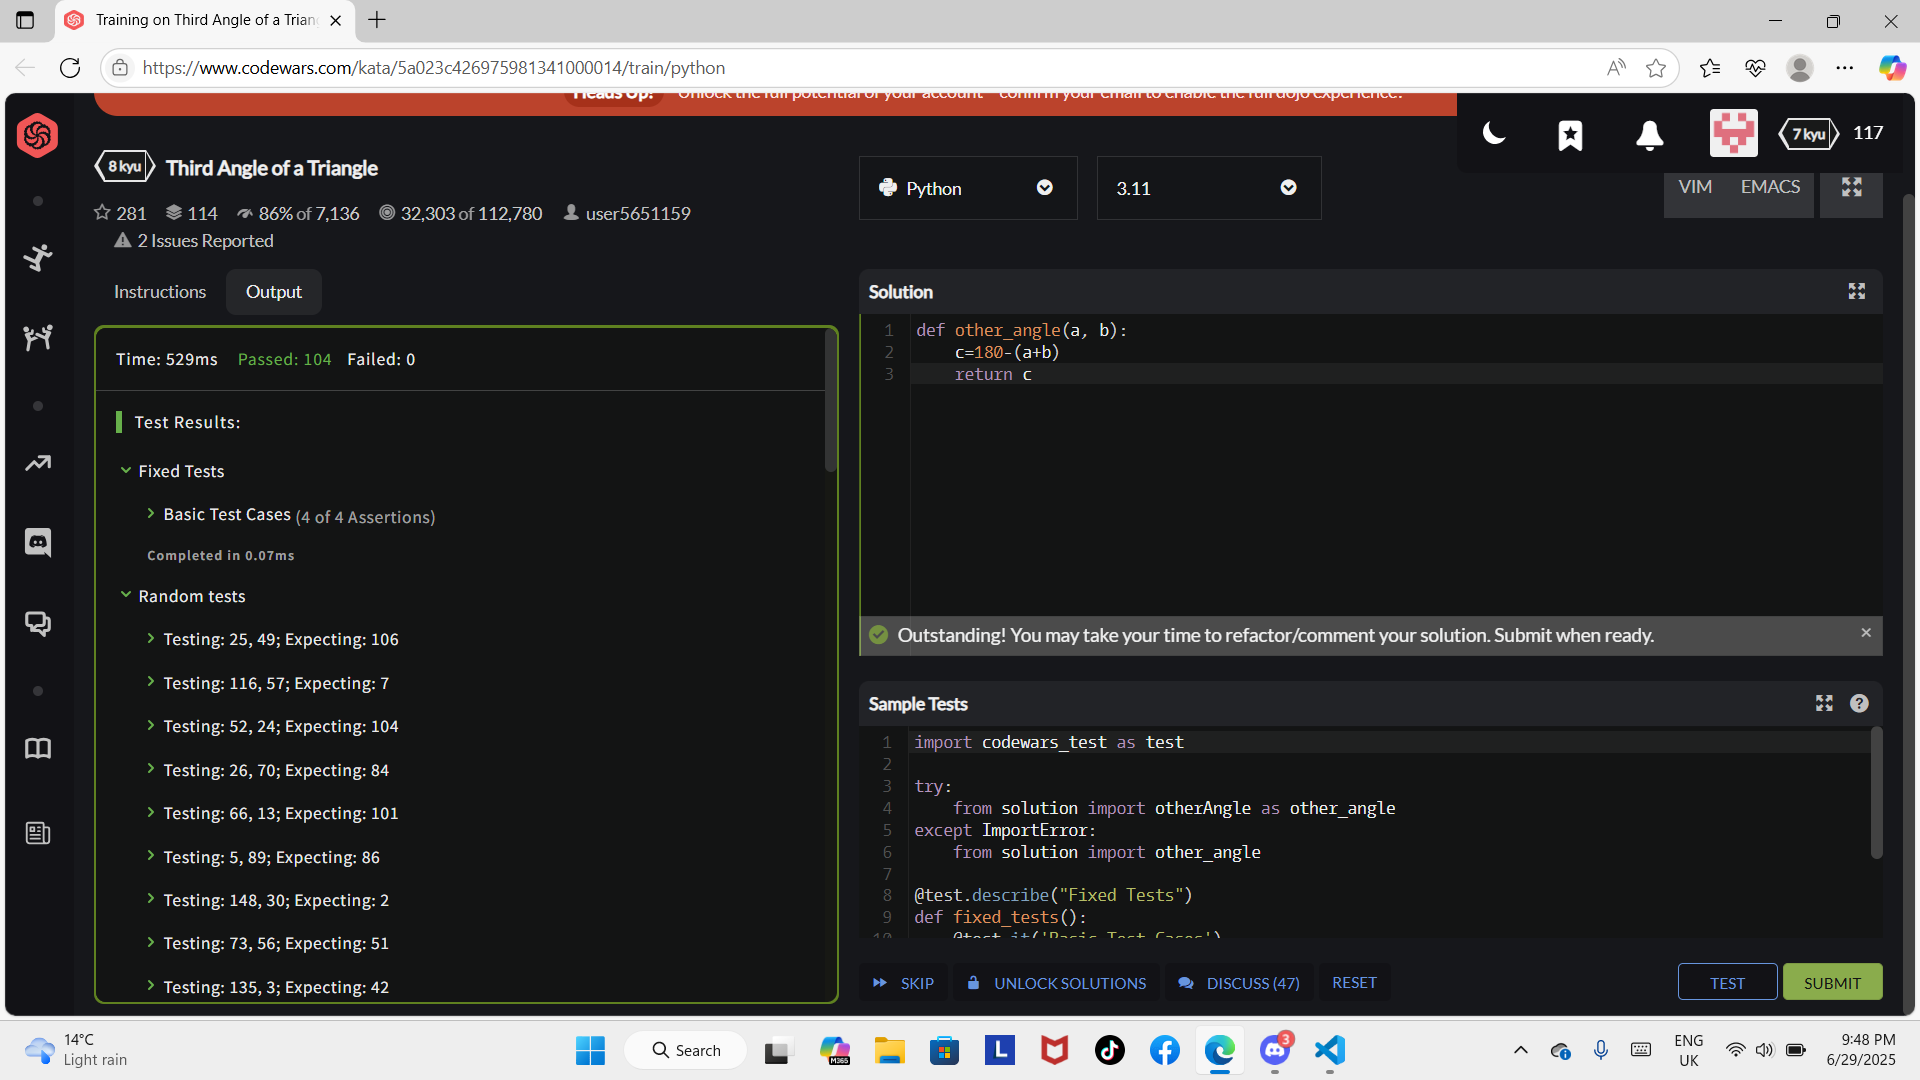 Training on Third Angle of a Trian
https://www.codewars.com/kata/5a023c426975981341000014/train/python
Heads Up! Unlock the full potential of your account - confirm your email to enable the full dojo experience.
7 kyu 117
8 kyu Third Angle of a Triangle
281 114 86% of 7,136 32,303 of 112,780 user5651159
2 Issues Reported
Python 3.11
VIM EMACS
Instructions Output
Time: 529ms Passed: 104 Failed: 0
Test Results:
Fixed Tests
Basic Test Cases (4 of 4 Assertions)
Completed in 0.07ms
Random tests
Testing: 25, 49; Expecting: 106
Testing: 116, 57; Expecting: 7
Testing: 52, 24; Expecting: 104
Testing: 26, 70; Expecting: 84
Testing: 66, 13; Expecting: 101
Testing: 5, 89; Expecting: 86
Testing: 148, 30; Expecting: 2
Testing: 73, 56; Expecting: 51
Testing: 135, 3; Expecting: 42
Solution
1 def other_angle(a, b):
2     c=180-(a+b)
3     return c
Outstanding! You may take your time to refactor/comment your solution. Submit when ready.
Sample Tests
1 import codewars_test as test
2
3 try:
4     from solution import otherAngle as other_angle
5 except ImportError:
6     from solution import other_angle
7
8 @test.describe("Fixed Tests")
9 def fixed_tests():
10     @test.it('Basic Test Cases')
SKIP UNLOCK SOLUTIONS DISCUSS (47) RESET
TEST SUBMIT
14°C
Light rain
Search
M365
L
3
ENG
UK
9:48 PM
6/29/2025